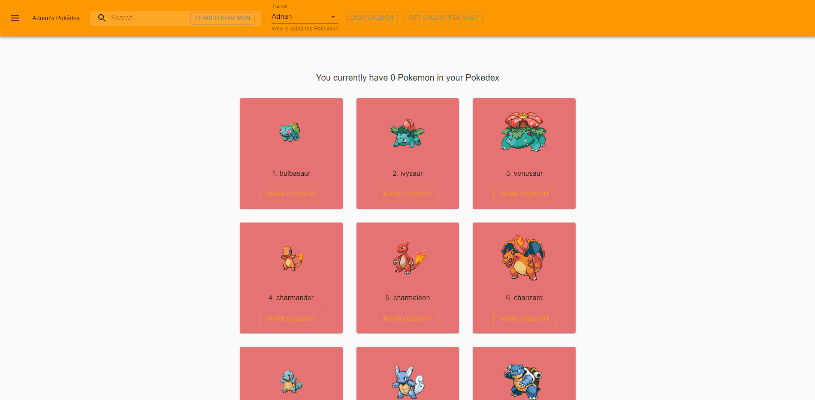 Trainer
Adnan's Pokédex
Search
SEARCH POKEMON
Adnan
LOAD POKEMON
GET CAUGHT PER USER
Who is using the Pokedex?
You currently have 0 Pokemon in your Pokedex
1. bulbasaur
2. ivysaur
3. venusaur
MARK CAUGHT!
MARK CAUGHT!
MARK CAUGHT!
4. charmander
5. charmeleon
6. charizard
MARK CAUGHT!
MARK CAUGHT!
MARK CAUGHT!